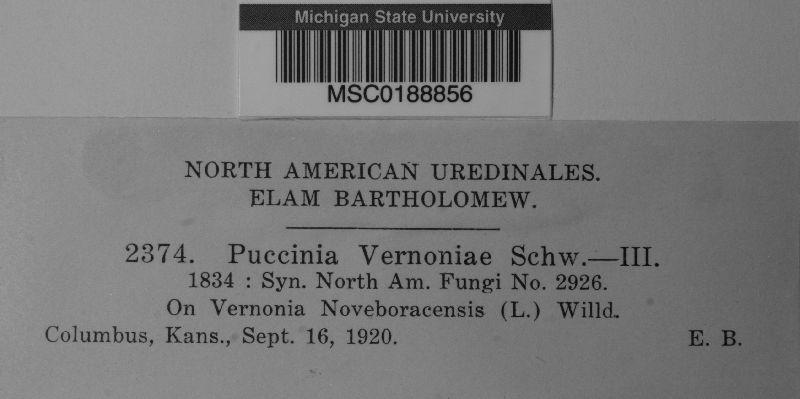 Michigan State University
MSC0188856
NORTH AMERICAN UREDINALES.
ELAM BARTHOLOMEW.
2374. Puccinia Vernoniae Schw.—III.
1834 : Syn. North Am. Fungi No. 2926.
On Vernonia Noveboracensis (L.) Willd.
Columbus, Kans., Sept. 16, 1920. E. B.